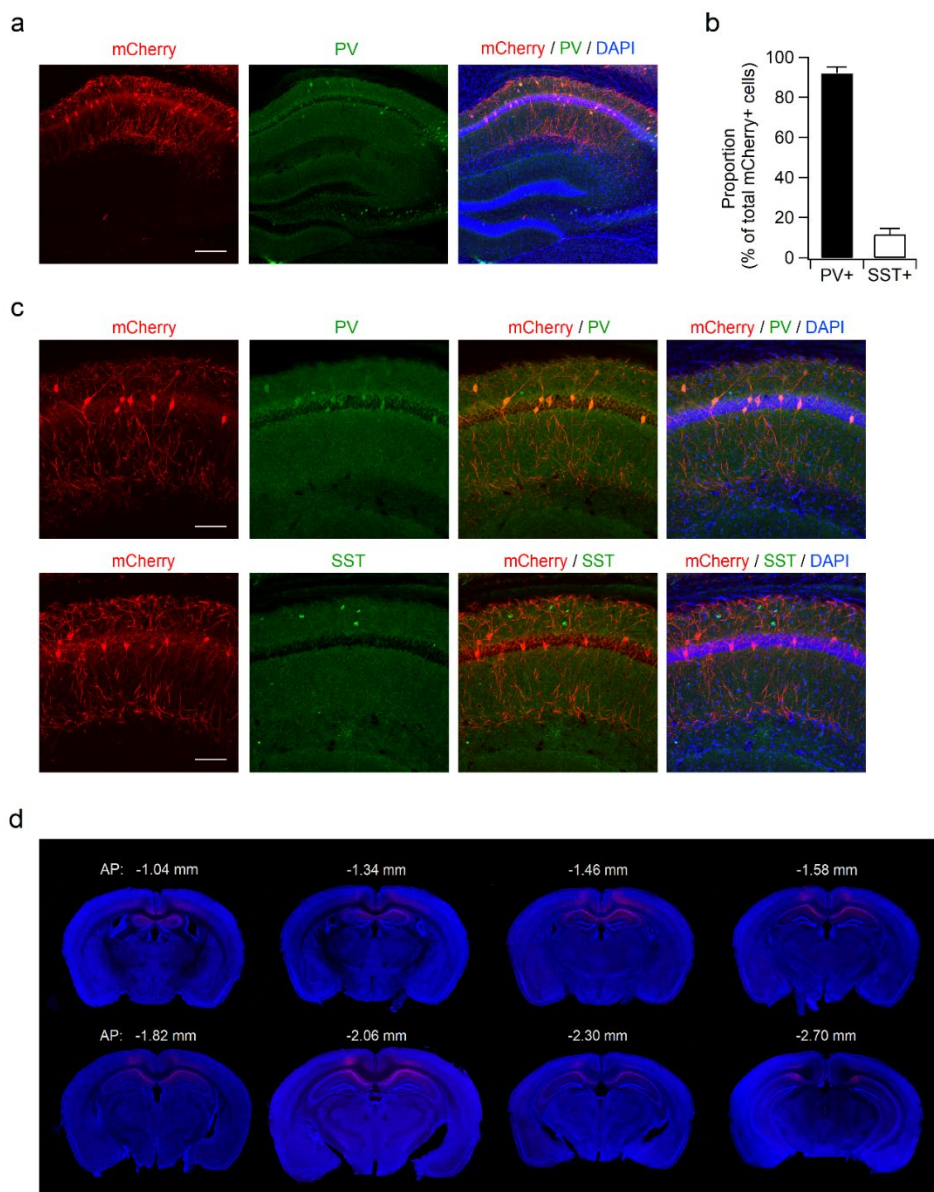 a
mCherry
PV
mCherry / PV / DAPI
b
Proportion
(% of total mCherry+ cells)
100
80
60
40
20
0
PV+
SST+
c
mCherry
PV
mCherry / PV
mCherry / PV / DAPI
mCherry
SST
mCherry / SST
mCherry / SST / DAPI
d
AP: -1.04 mm
-1.34 mm
-1.46 mm
-1.58 mm
AP: -1.82 mm
-2.06 mm
-2.30 mm
-2.70 mm